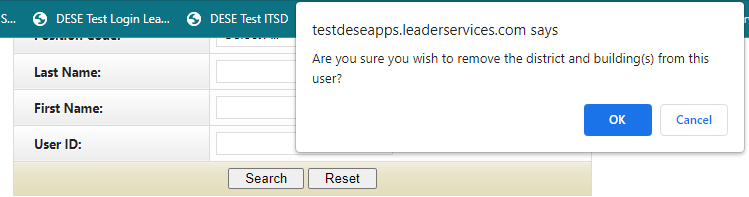 S...
DESE Test Login Lea...
DESE Test ITSD
testdeseapps.leaderservices.com says
Are you sure you wish to remove the district and building(s) from this
user?
OK
Cancel
Last Name:
First Name:
User ID:
Search
Reset